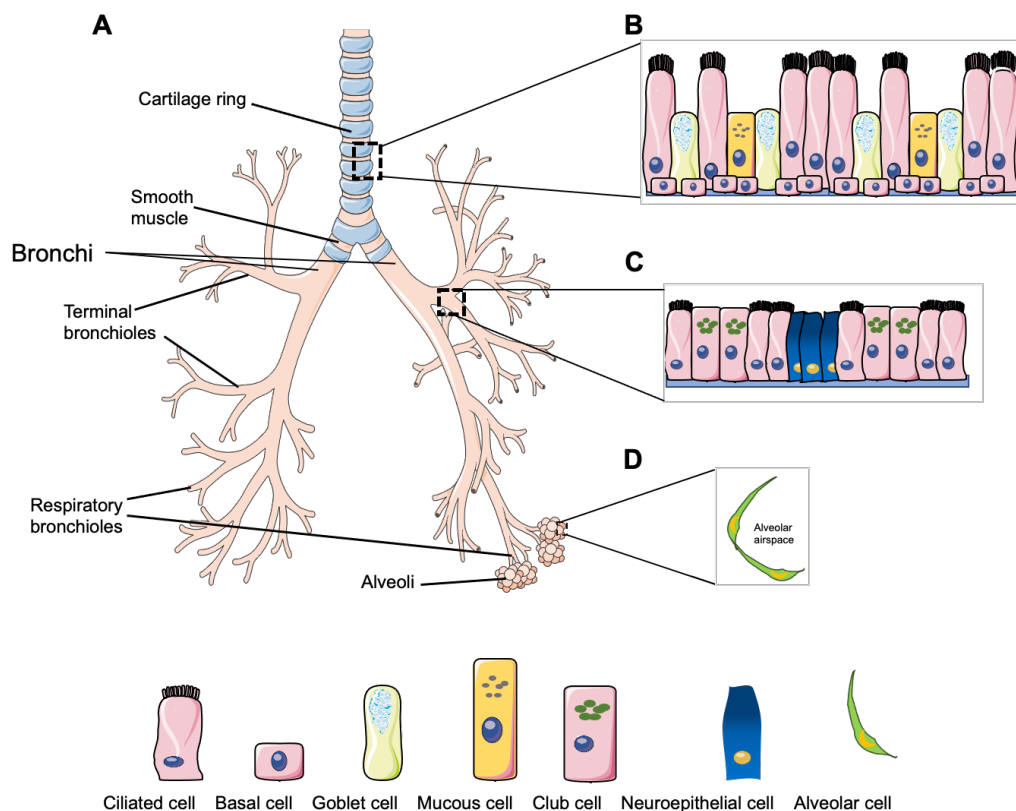 A
B
Cartilage ring
Smooth
muscle
Bronchi
C
Terminal
bronchioles
D
Alveolar
airspace
Respiratory
bronchioles
Alveoli
Ciliated cell
Basal cell
Goblet cell
Mucous cell
Club cell
Neuroepithelial cell
Alveolar cell